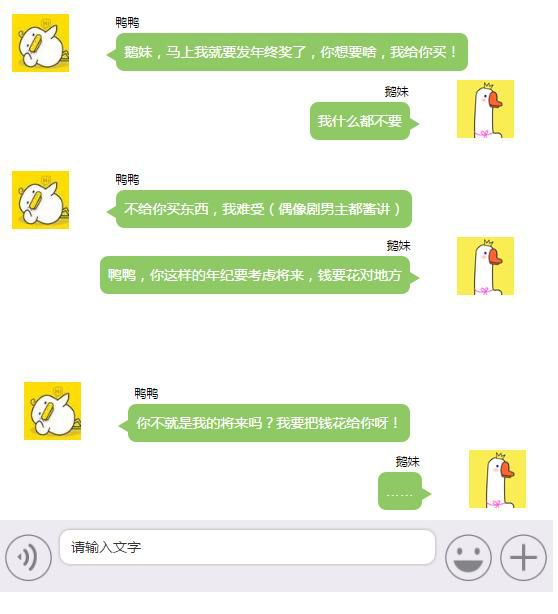 鸭鸭
鹅妹，马上我就要发年终奖了，你想要啥，我给你买！
鹅妹
我什么都不要
鸭鸭
不给你买东西，我难受（偶像剧男主都酱讲）
鹅妹
鸭鸭，你这样的年纪要考虑将来，钱要花对地方
鸭鸭
你不就是我的将来吗？我要把钱花给你呀！
鹅妹
……
请输入文字